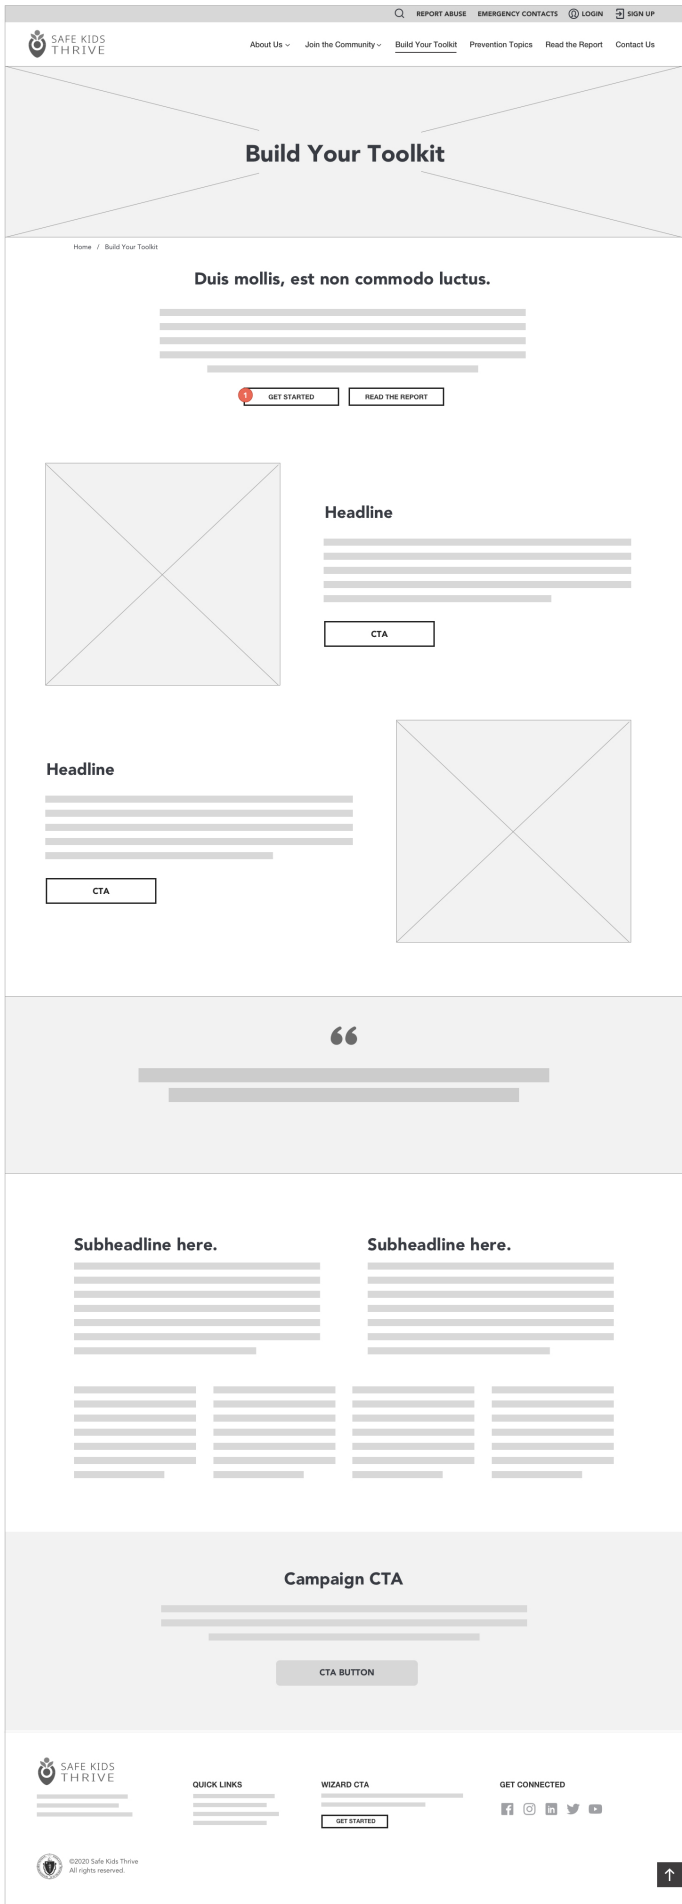 REPORT ABUSE EMERGENCY CONTACTS LOGIN SIGN UP
SAFE KIDS
THRIVE
About Us Join the Community Build Your Toolkit Prevention Topics Read the Report Contact Us
Build Your Toolkit
Home / Build Your Toolkit
Duis mollis, est non commodo luctus.
1 GET STARTED READ THE REPORT
Headline
CTA
Headline
CTA
“
Subheadline here. Subheadline here.
Campaign CTA
CTA BUTTON
SAFE KIDS
THRIVE
QUICK LINKS WIZARD CTA GET CONNECTED
GET STARTED
©2020 Safe Kids Thrive
All rights reserved.